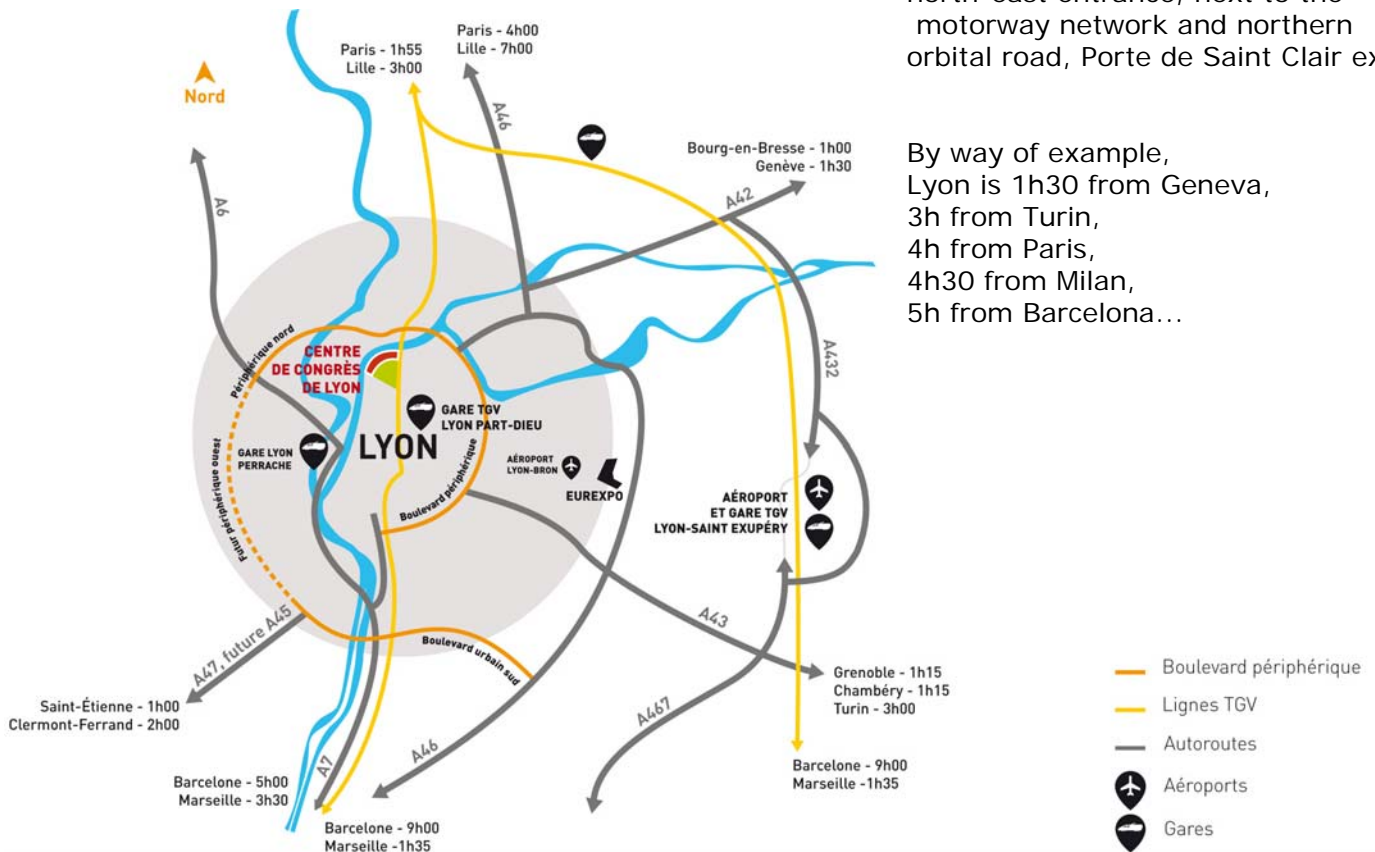 north-east entrance, next to the
motorway network and northern
orbital road, Porte de Saint Clair ex
By way of example,
Lyon is 1h30 from Geneva,
3h from Turin,
4h from Paris,
4h30 from Milan,
5h from Barcelona…
Nord
Paris - 1h55
Lille - 3h00
Paris - 4h00
Lille - 7h00
A6
A46
Bourg-en-Bresse - 1h00
Genève - 1h30
A42
A432
Périphérique nord
CENTRE
DE CONGRÈS
DE LYON
GARE TGV
LYON PART-DIEU
LYON
GARE LYON
PERRACHE
Futur périphérique ouest
Boulevard périphérique
AÉROPORT
LYON-BRON
EUREXPO
AÉROPORT
ET GARE TGV
LYON-SAINT EXUPÉRY
A47, future A45
Boulevard urbain sud
A43
A467
A46
A7
Saint-Étienne - 1h00
Clermont-Ferrand - 2h00
Grenoble - 1h15
Chambéry - 1h15
Turin - 3h00
Barcelone - 5h00
Marseille - 3h30
Barcelone - 9h00
Marseille -1h35
Barcelone - 9h00
Marseille -1h35
Boulevard périphérique
Lignes TGV
Autoroutes
Aéroports
Gares